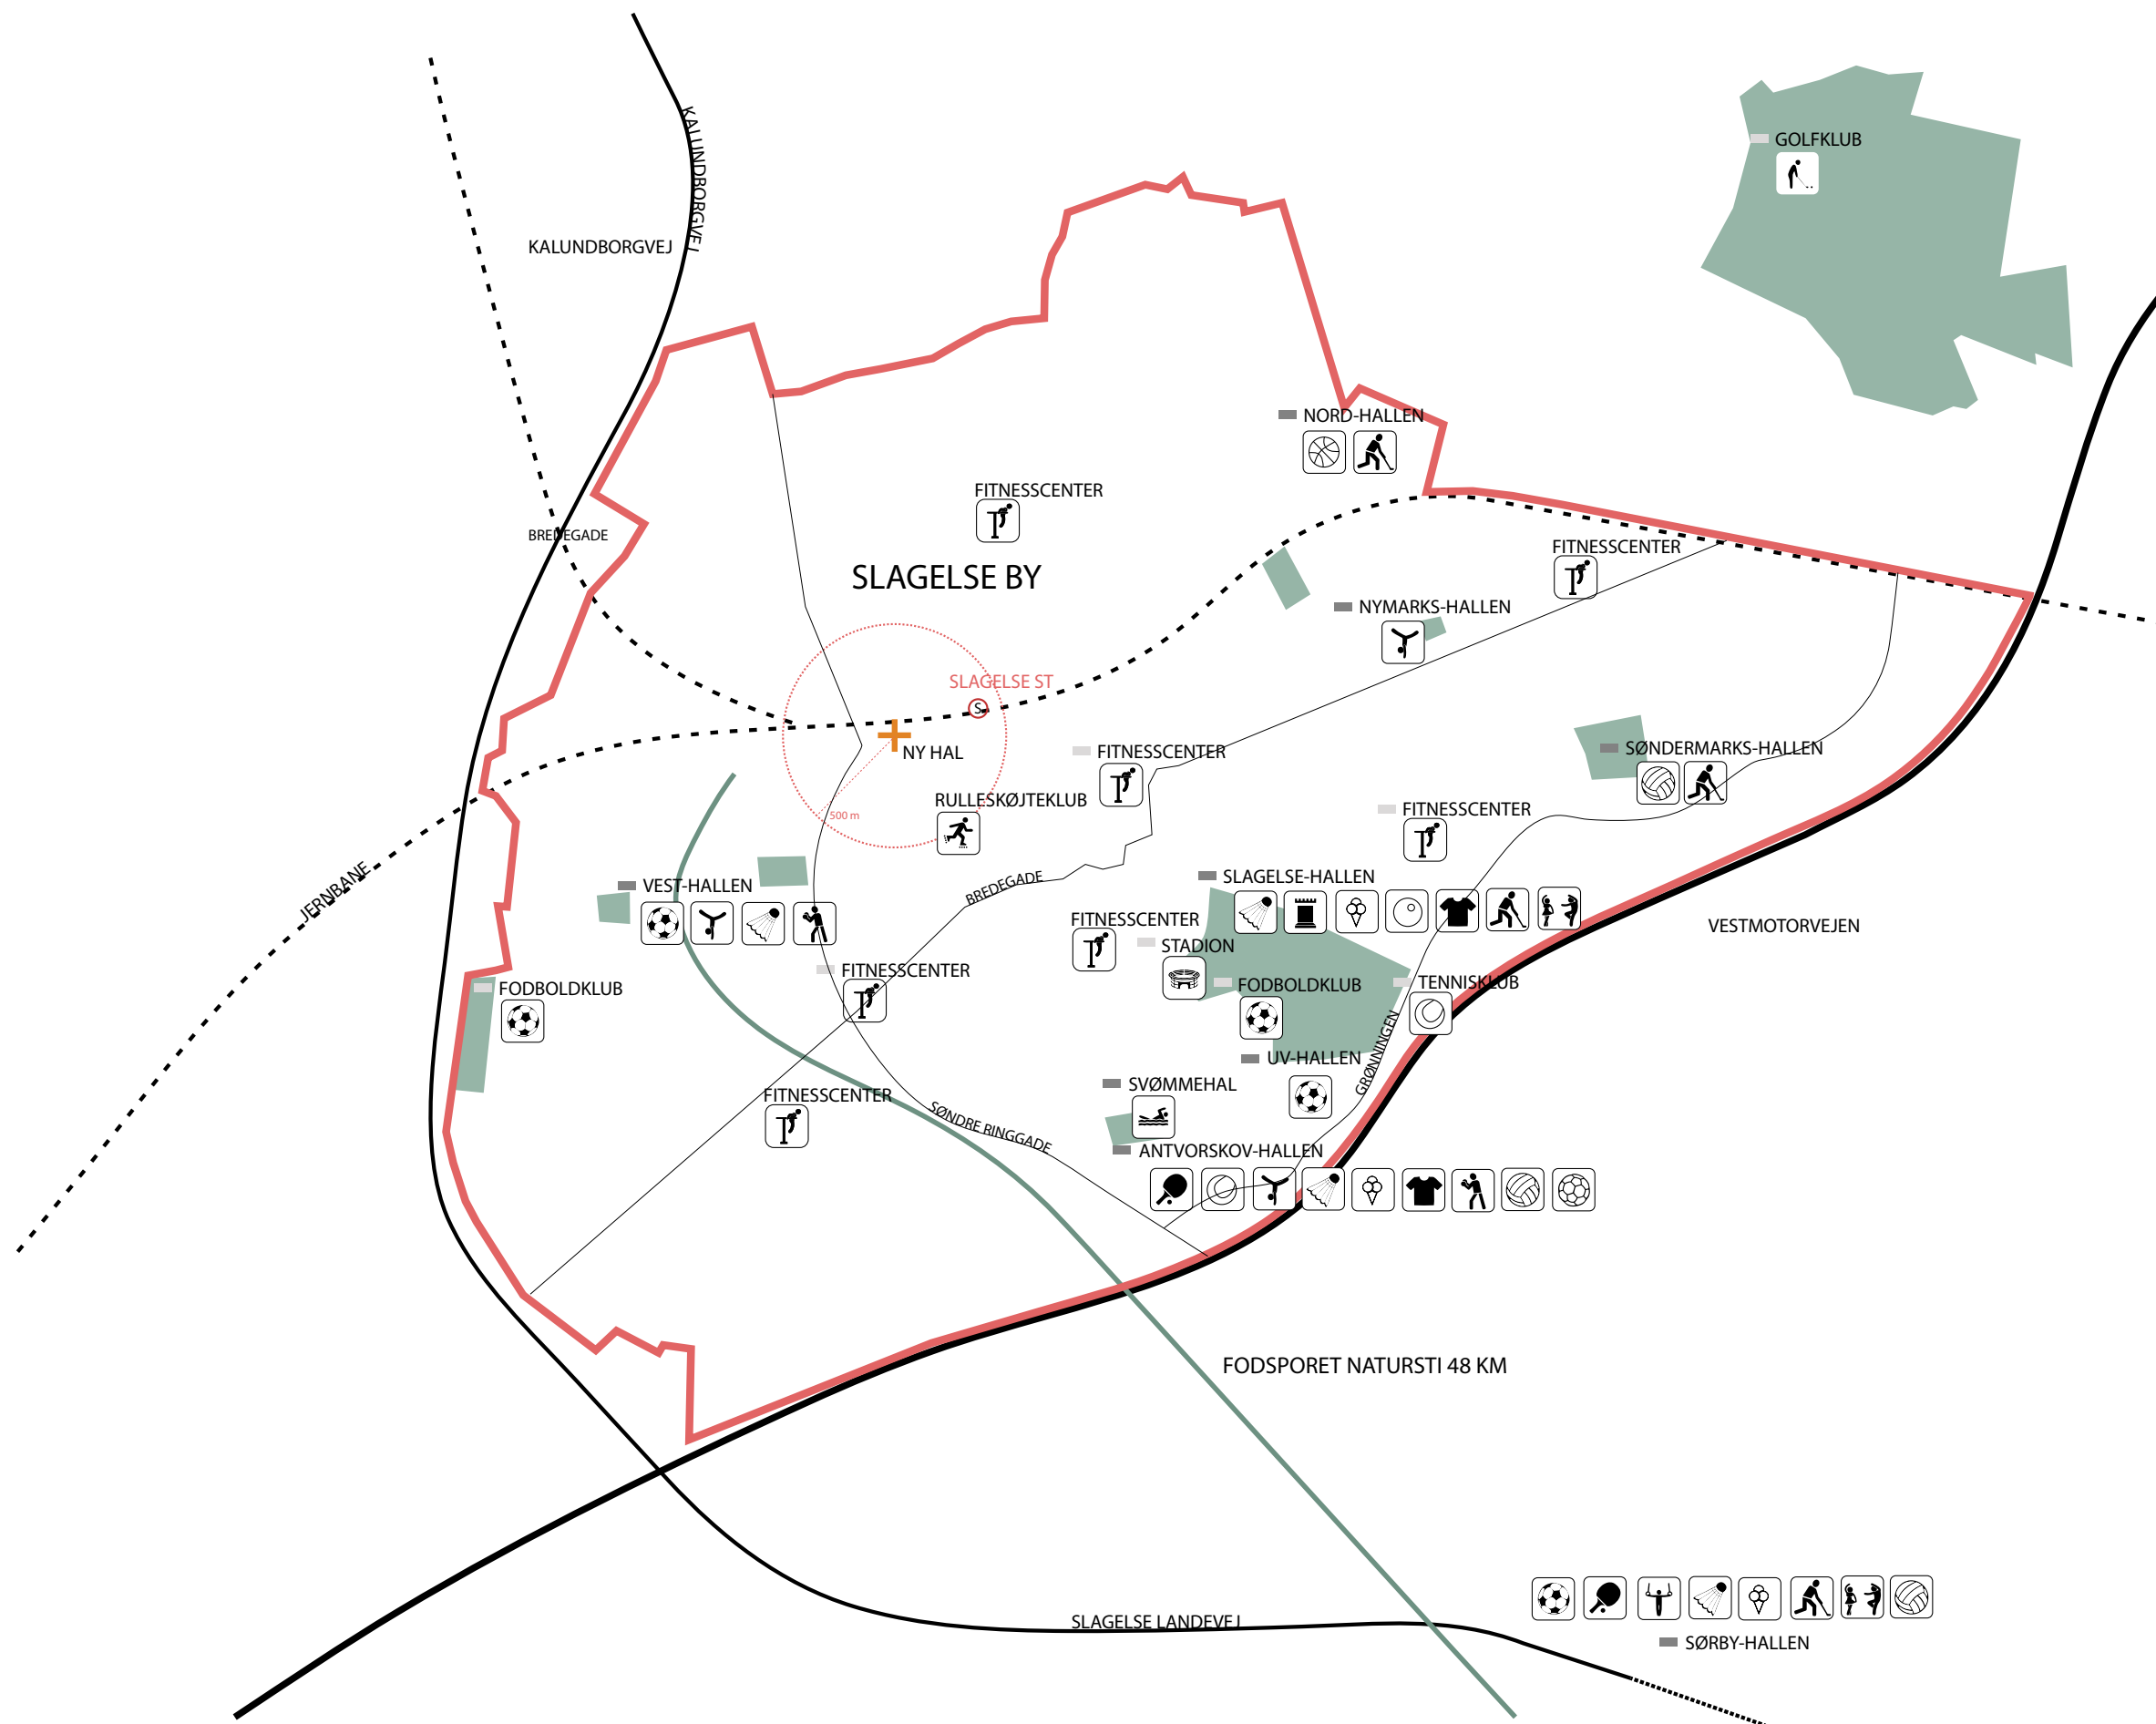 GOLFKLUB
KALUNDBORGVEJ
KALUNDBORGVEJ
NORD-HALLEN
FITNESSCENTER
BREDEGADE
FITNESSCENTER
SLAGELSE BY
NYMARKS-HALLEN
SLAGELSE ST
S
NY HAL
FITNESSCENTER
SØNDERMARKS-HALLEN
RULLESKØJTEKLUB
500 m
FITNESSCENTER
JERNBANE
VEST-HALLEN
BREDEGADE
SLAGELSE-HALLEN
FITNESSCENTER
VESTMOTORVEJEN
STADION
FITNESSCENTER
FODBOLDKLUB
FODBOLDKLUB
TENNISKLUB
GRØNNINGEN
UV-HALLEN
SVØMMEHAL
FITNESSCENTER
SØNDRE RINGGADE
ANTVORSKOV-HALLEN
FODSPORET NATURSTI 48 KM
SLAGELSE LANDEVEJ
SØRBY-HALLEN